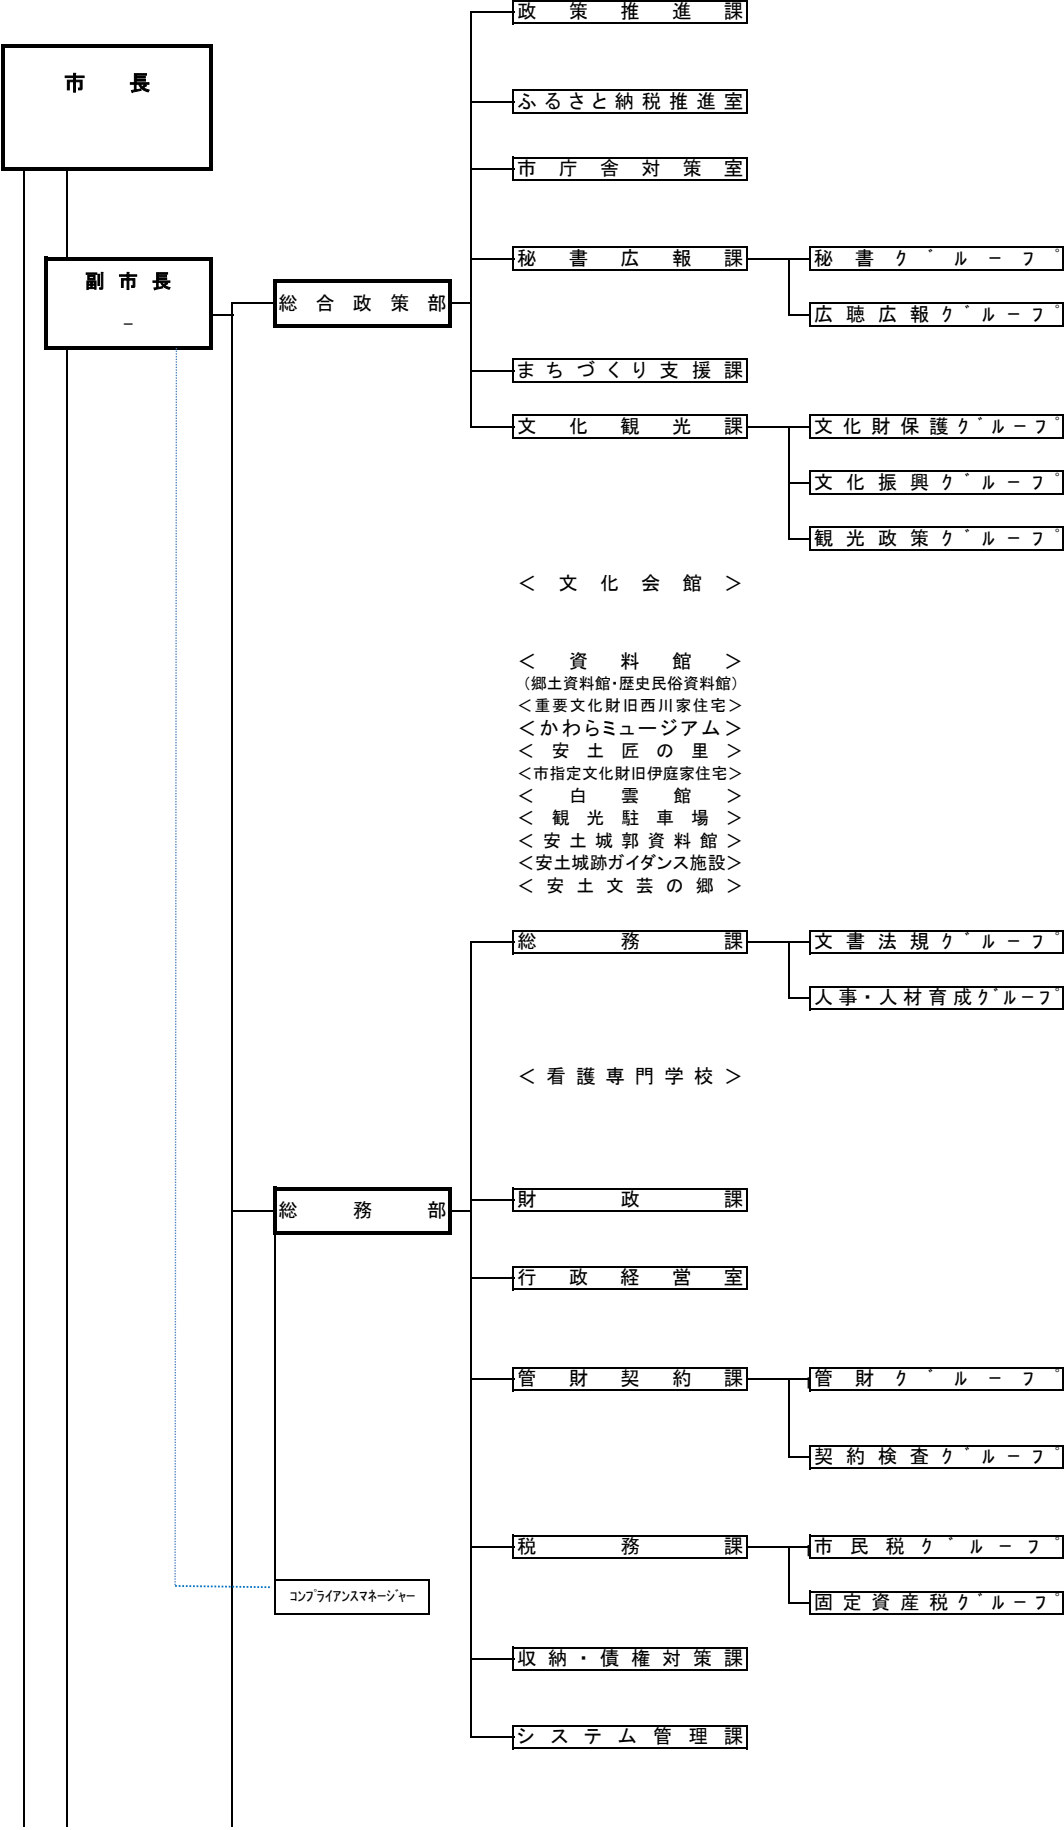 政策推進課
市長
ふるさと納税推進室
市庁舎対策室
秘書広報課
秘書ｸﾞﾙｰﾌﾟ
副市長
－
総合政策部
広聴広報ｸﾞﾙｰﾌﾟ
まちづくり支援課
文化観光課
文化財保護ｸﾞﾙｰﾌﾟ
文化振興ｸﾞﾙｰﾌﾟ
観光政策ｸﾞﾙｰﾌﾟ
＜文化会館＞
＜資料館＞
（郷土資料館・歴史民俗資料館）
＜重要文化財旧西川家住宅＞
＜かわらミュージアム＞
＜安土匠の里＞
＜市指定文化財旧伊庭家住宅＞
＜白雲館＞
＜観光駐車場＞
＜安土城郭資料館＞
＜安土城跡ガイダンス施設＞
＜安土文芸の郷＞
総務課
文書法規ｸﾞﾙｰﾌﾟ
人事・人材育成ｸﾞﾙｰﾌﾟ
＜看護専門学校＞
総務部
財政課
行政経営室
管財契約課
管財ｸﾞﾙｰﾌﾟ
契約検査ｸﾞﾙｰﾌﾟ
税務課
市民税ｸﾞﾙｰﾌﾟ
ｺﾝﾌﾟﾗｲｱﾝｽﾏﾈｰｼﾞｬｰ
固定資産税ｸﾞﾙｰﾌﾟ
収納・債権対策課
システム管理課